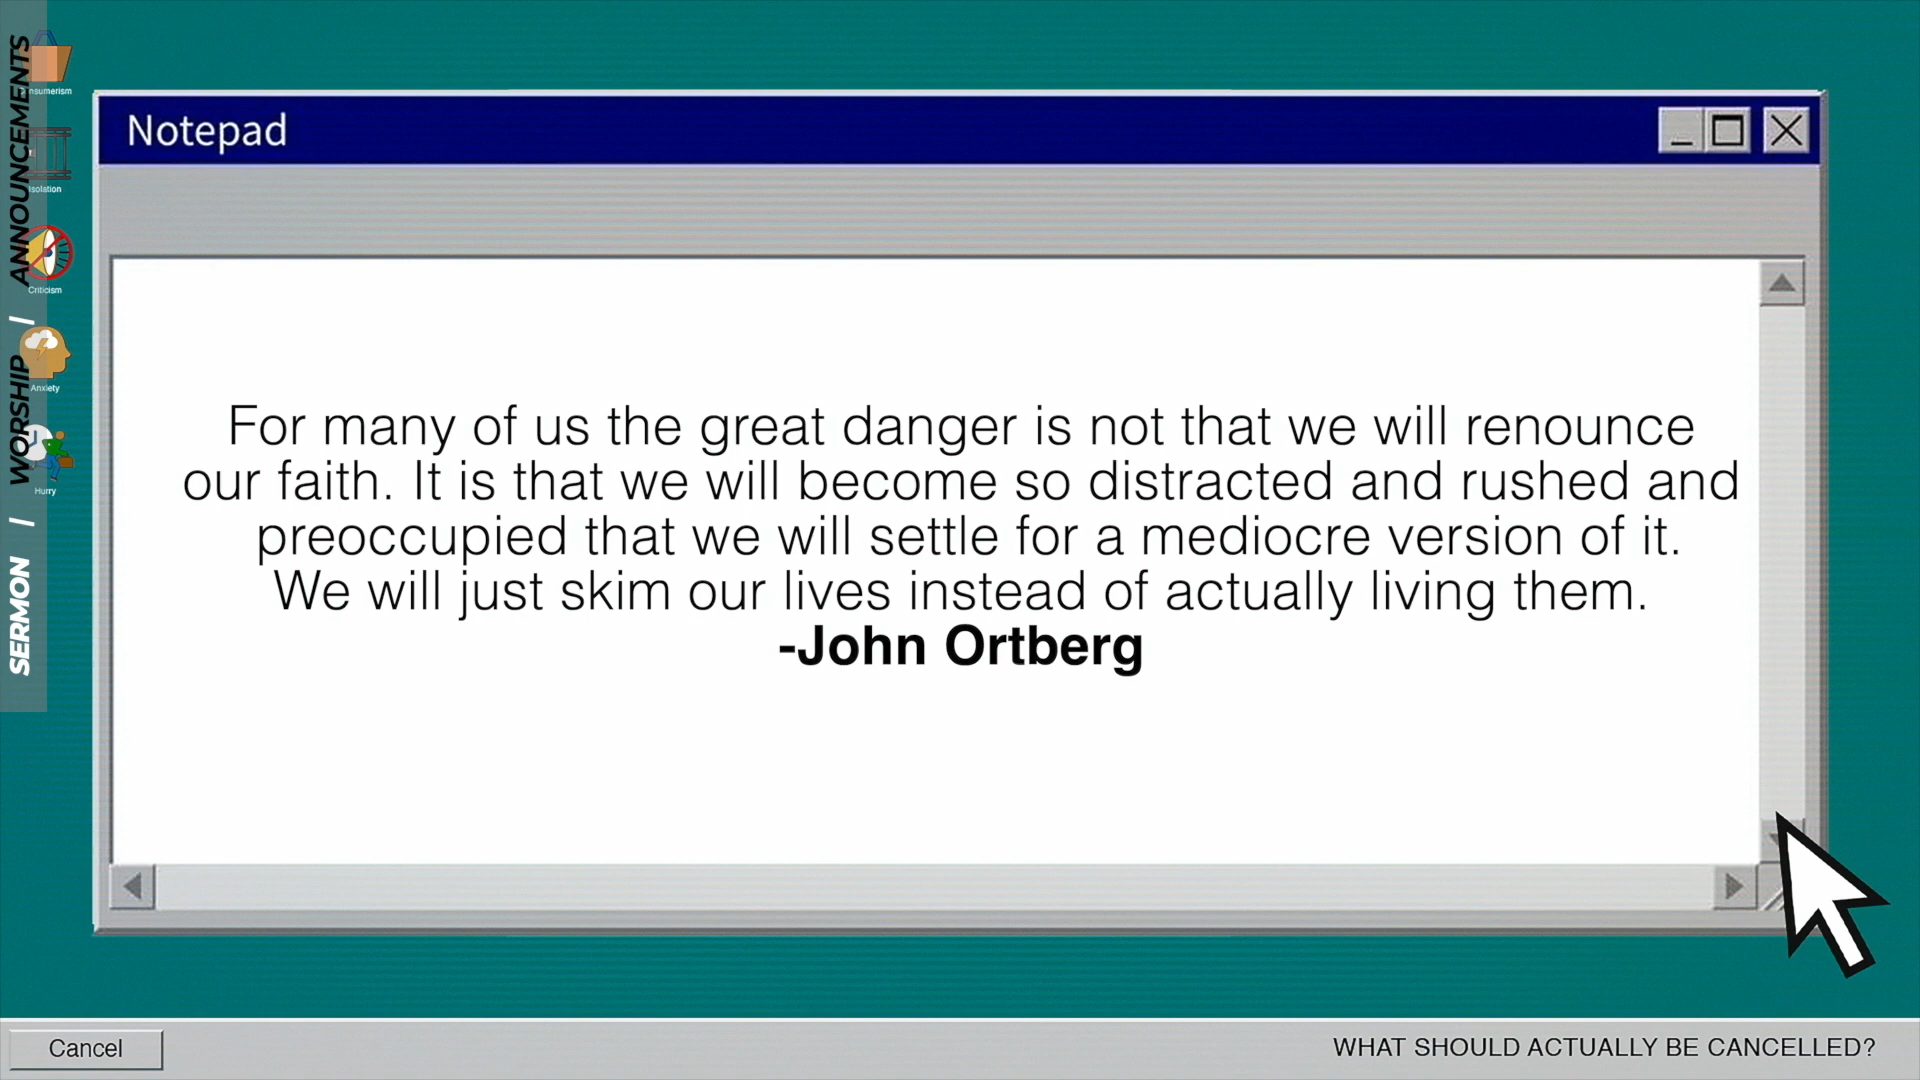 ANNOUNCEMENTS
|
WORSHIP
|
SERMON
Isolation
Criticism
Anxiety
Hurry
Notepad
For many of us the great danger is not that we will renounce
our faith. It is that we will become so distracted and rushed and
preoccupied that we will settle for a mediocre version of it.
We will just skim our lives instead of actually living them.
-John Ortberg
Cancel
WHAT SHOULD ACTUALLY BE CANCELLED?